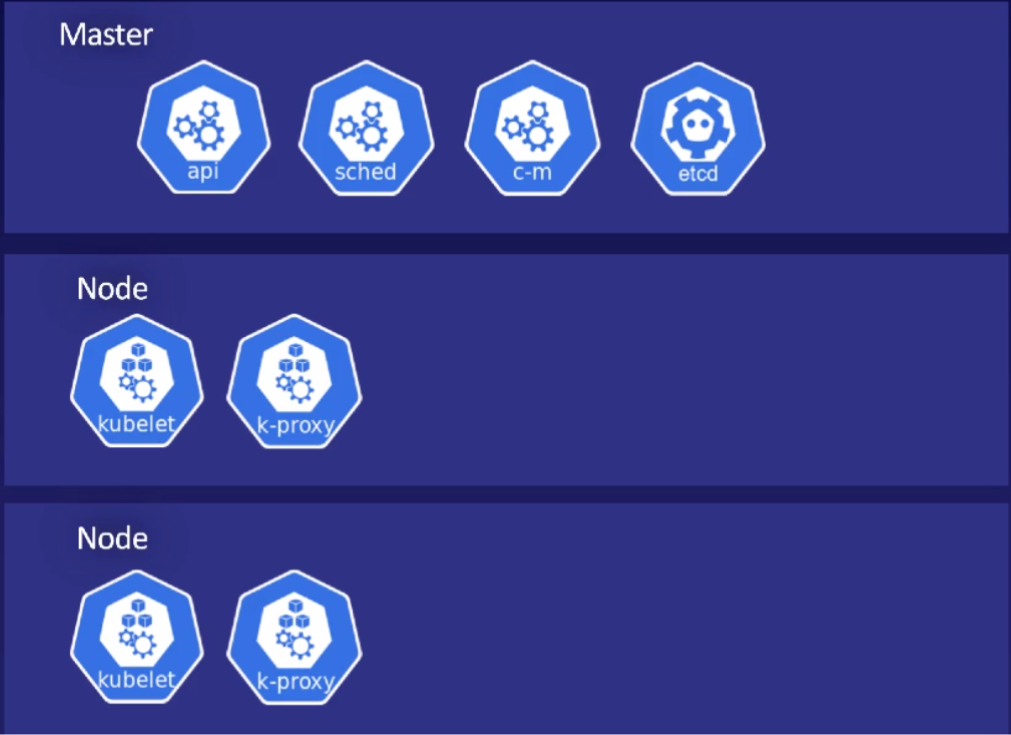 Master
api sched c-m etcd
Node
kubelet k-proxy
Node
kubelet k-proxy